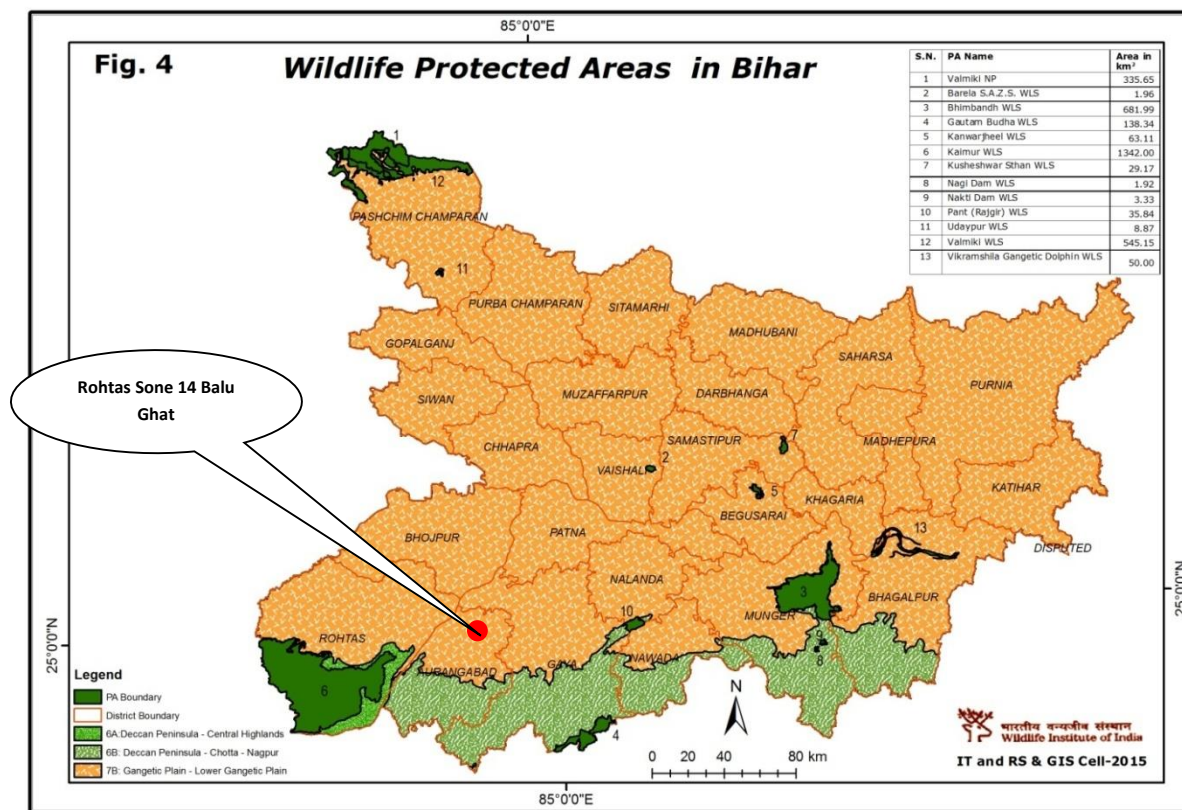 85°0'0"E
Fig. 4
Wildlife Protected Areas in Bihar
S.N. PA Name Area in km²
1 Valmiki NP 335.65
2 Barela S.A.Z.S. WLS 1.96
3 Bhimbandh WLS 681.99
4 Gautam Budha WLS 138.34
5 Kanwarjheel WLS 63.11
6 Kaimur WLS 1342.00
7 Kusheshwar Sthan WLS 29.17
8 Nagi Dam WLS 1.92
9 Nakti Dam WLS 3.33
10 Pant (Rajgir) WLS 35.84
11 Udaypur WLS 8.87
12 Valmiki WLS 545.15
13 Vikramshila Gangetic Dolphin WLS 50.00
1
12
PASHCHIM CHAMPARAN
11
PURBA CHAMPARAN
SITAMARHI
MADHUBANI
GOPALGANJ
SAHARSA
PURNIA
Rohtas Sone 14 Balu
Ghat
SIWAN
MUZAFFARPUR
DARBHANGA
CHHAPRA
SAMASTIPUR
7
MADHEPURA
VAISHALI
2
5
KHAGARIA
KATIHAR
BEGUSARAI
BHOJPUR
PATNA
13
DISPUTED
NALANDA
3
BHAGALPUR
25°0'0"N
10
MUNGER
ROHTAS
9
NAWADA
8
GAYA
AURANGABAD
25°0'0"N
6
4
Legend
PA Boundary
District Boundary
6A:Deccan Peninsula - Central Highlands
6B: Deccan Peninsula - Chotta - Nagpur
7B: Gangetic Plain - Lower Gangetic Plain
N
0 20 40 80 km
भारतीय वन्यजीव संस्थान
Wildlife Institute of India
IT and RS & GIS Cell-2015
85°0'0"E